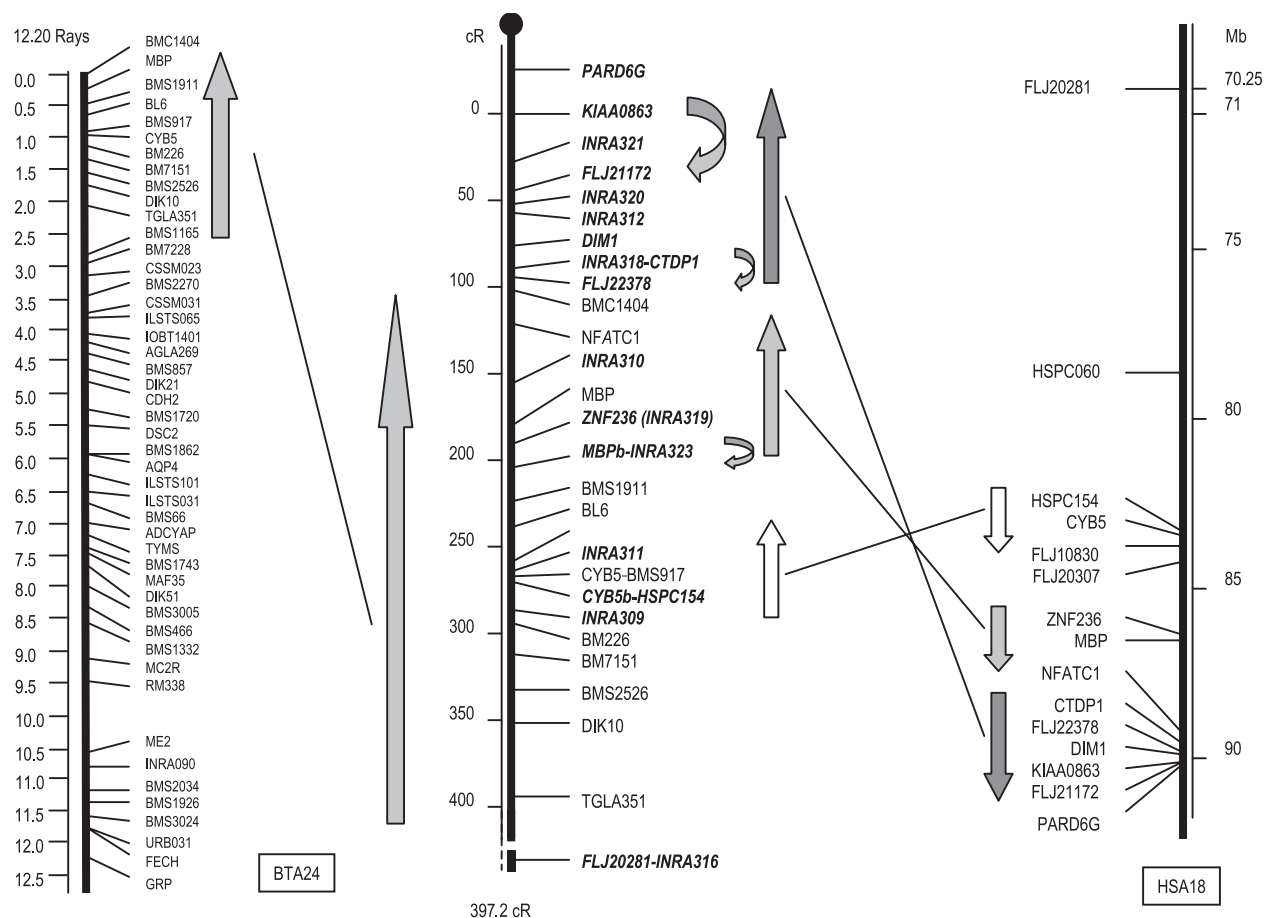 12.20 Rays
0.0
0.5
1.0
1.5
2.0
2.5
3.0
3.5
4.0
4.5
5.0
5.5
6.0
6.5
7.0
7.5
8.0
8.5
9.0
9.5
10.0
10.5
11.0
11.5
12.0
12.5
BMC1404
MBP
BMS1911
BL6
BMS917
CYB5
BM226
BM7151
BMS2526
DIK10
TGLA351
BMS1165
BM7228
CSSM023
BMS2270
CSSM031
ILSTS065
IOBT1401
AGLA269
BMS857
DIK21
CDH2
BMS1720
DSC2
BMS1862
AQP4
ILSTS101
ILSTS031
BMS66
ADCYAP
TYMS
BMS1743
MAF35
DIK51
BMS3005
BMS466
BMS1332
MC2R
RM338
ME2
INRA090
BMS2034
BMS1926
BMS3024
URB031
FECH
GRP
BTA24
cR
0
50
100
150
200
250
300
350
400
PARD6G
KIAA0863
INRA321
FLJ21172
INRA320
INRA312
DIM1
INRA318-CTDP1
FLJ22378
BMC1404
NFATC1
INRA310
MBP
ZNF236 (INRA319)
MBPb-INRA323
BMS1911
BL6
INRA311
CYB5-BMS917
CYB5b-HSPC154
INRA309
BM226
BM7151
BMS2526
DIK10
TGLA351
FLJ20281-INRA316
397.2 cR
Mb
70.25
71
75
80
85
90
FLJ20281
HSPC060
HSPC154
CYB5
FLJ10830
FLJ20307
ZNF236
MBP
NFATC1
CTDP1
FLJ22378
DIM1
KIAA0863
FLJ21172
PARD6G
HSA18